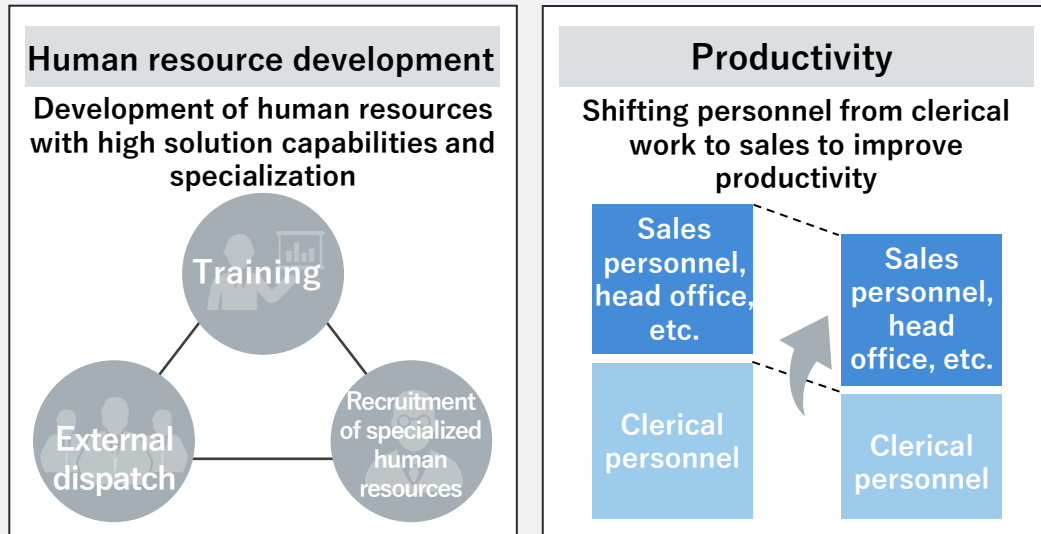 Human resource development
Development of human resources
with high solution capabilities and
specialization
Training
External
dispatch
Recruitment
of specialized
human
resources
Productivity
Shifting personnel from clerical
work to sales to improve
productivity
Sales
personnel,
head office,
etc.
Clerical
personnel
Sales
personnel,
head
office, etc.
Clerical
personnel